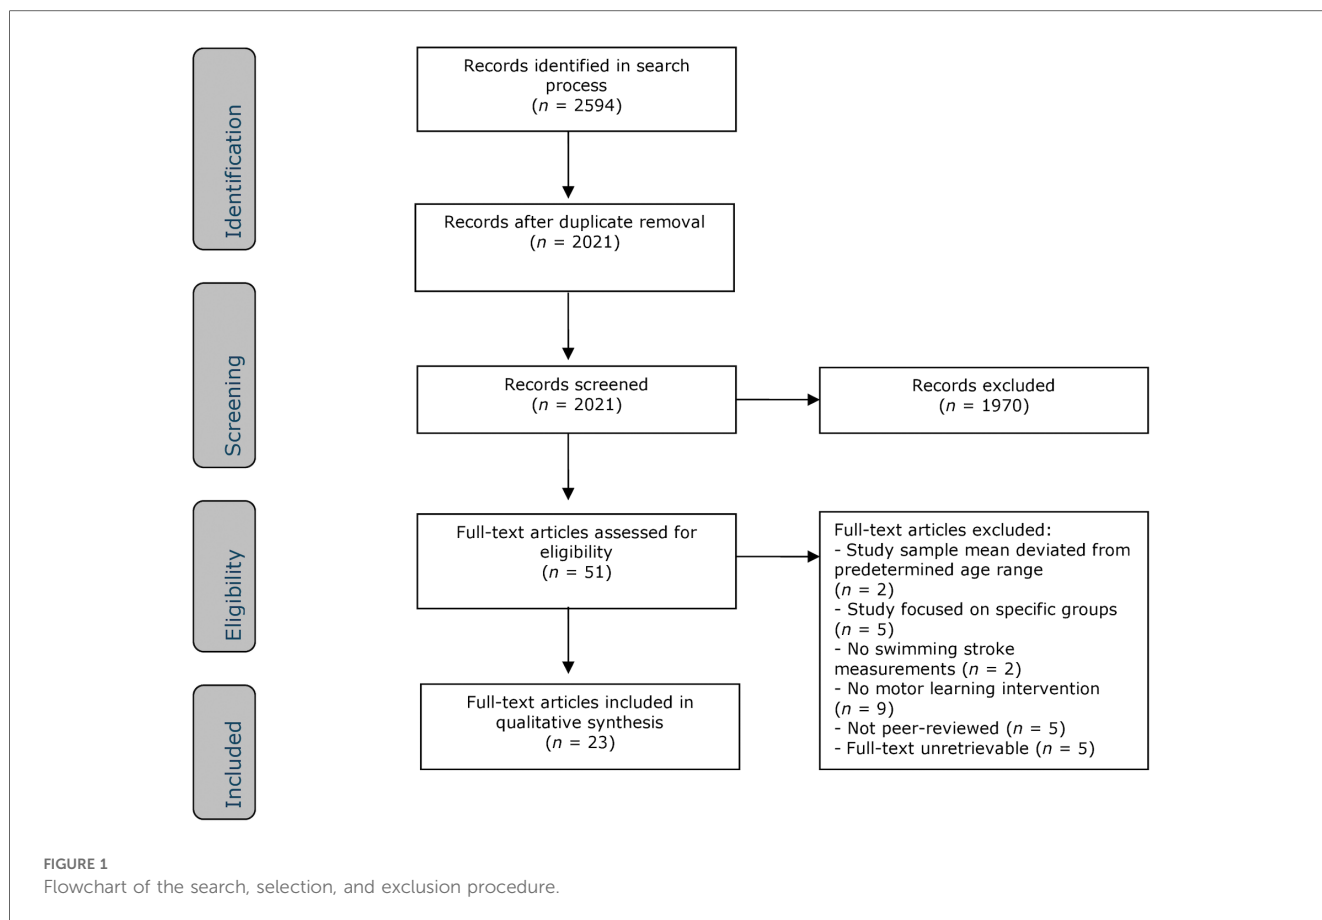 Identification
Records identified in search
process
(n = 2594)
Records after duplicate removal
(n = 2021)
Screening
Records screened
(n = 2021)
Records excluded
(n = 1970)
Eligibility
Full-text articles assessed for
eligibility
(n = 51)
Full-text articles excluded:
- Study sample mean deviated from
predetermined age range
(n = 2)
- Study focused on specific groups
(n = 5)
- No swimming stroke
measurements (n = 2)
- No motor learning intervention
(n = 9)
- Not peer-reviewed (n = 5)
- Full-text unretrievable (n = 5)
Included
Full-text articles included in
qualitative synthesis
(n = 23)
FIGURE 1
Flowchart of the search, selection, and exclusion procedure.